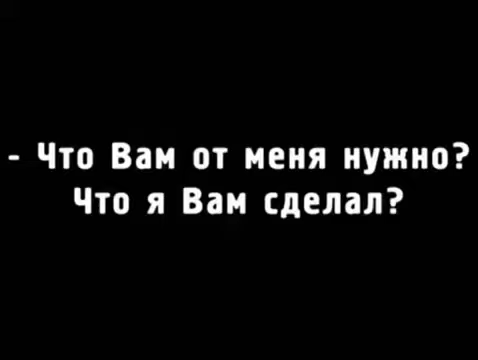 - Что Вам от меня нужно?
Что я Вам сделал?